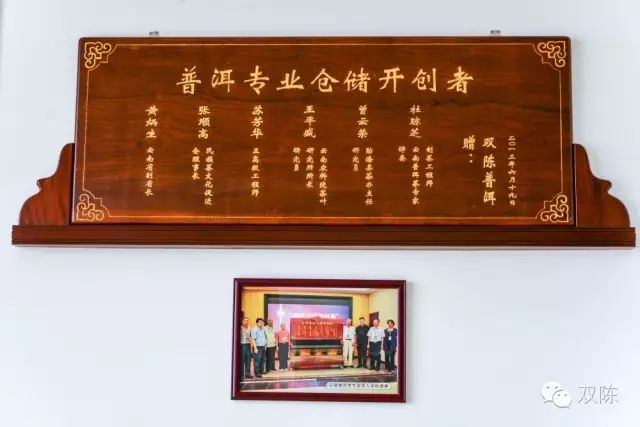 普洱专业仓储开创者
二〇一三年六月十九日
双陈普洱
赠：
杜琼芝
制茶工程师
云南普洱茶专家
评委
曾云荣
勐海县茶办主任
研究员
王平盛
云南农科院茶叶
研究所所长
研究员
苏芳华
正高级工程师
张顺高
民族茶文化促进
会理事长
黄炳生
云南省副省长
双陈